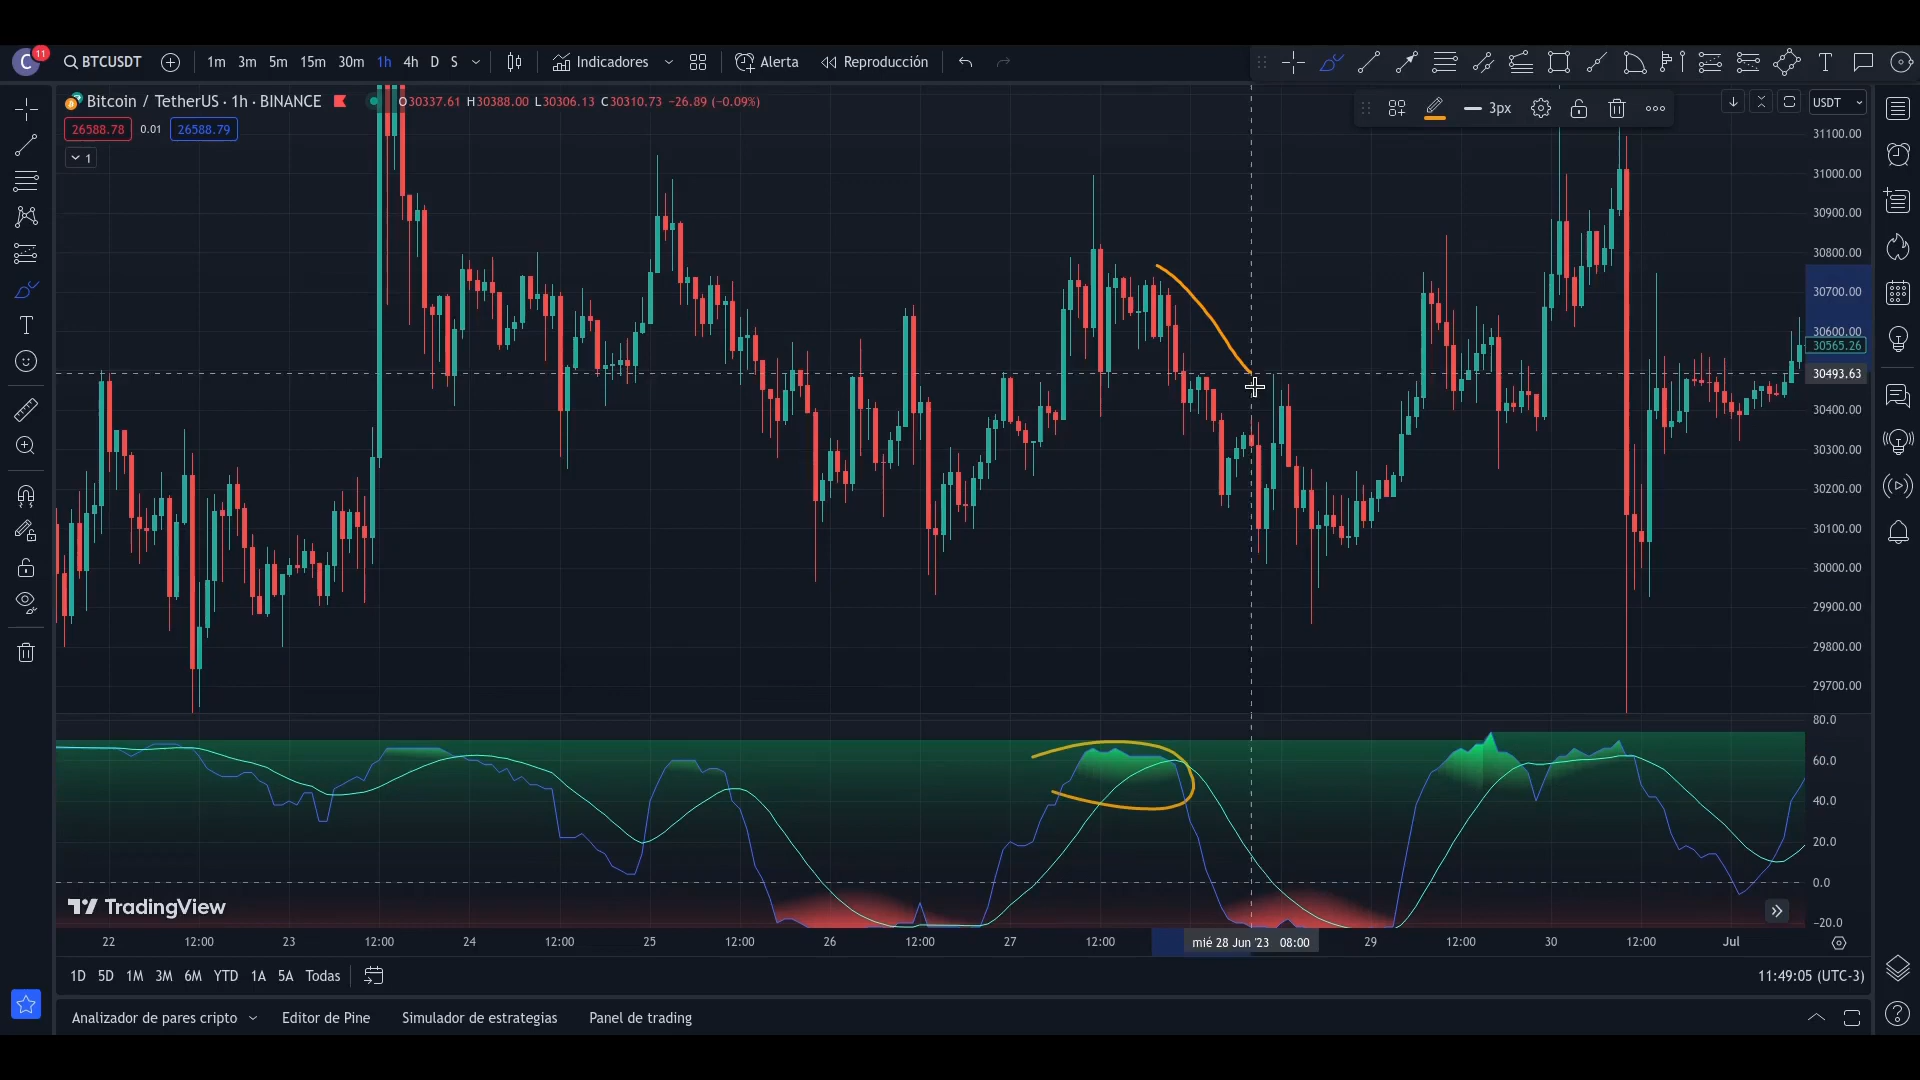 C 11 BTCUSDT 1m 3m 5m 15m 30m 1h 4h D S Indicadores Alerta Reproducción
Bitcoin / TetherUS · 1h · BINANCE O30337.61 H30388.00 L30306.13 C30310.73 −26.89 (−0.09%)
3px
USDT
26588.78 0.01 26588.79
1
31100.00
31000.00
30900.00
30800.00
30700.00
30600.00
30565.26
30493.63
30400.00
30300.00
30200.00
30100.00
30000.00
29900.00
29800.00
29700.00
80.0
60.0
40.0
20.0
0.0
−20.0
TradingView
22 12:00 23 12:00 24 12:00 25 12:00 26 12:00 27 12:00 mié 28 Jun '23 08:00 29 12:00 30 12:00 Jul
1D 5D 1M 3M 6M YTD 1A 5A Todas 11:49:05 (UTC-3)
Analizador de pares cripto Editor de Pine Simulador de estrategias Panel de trading